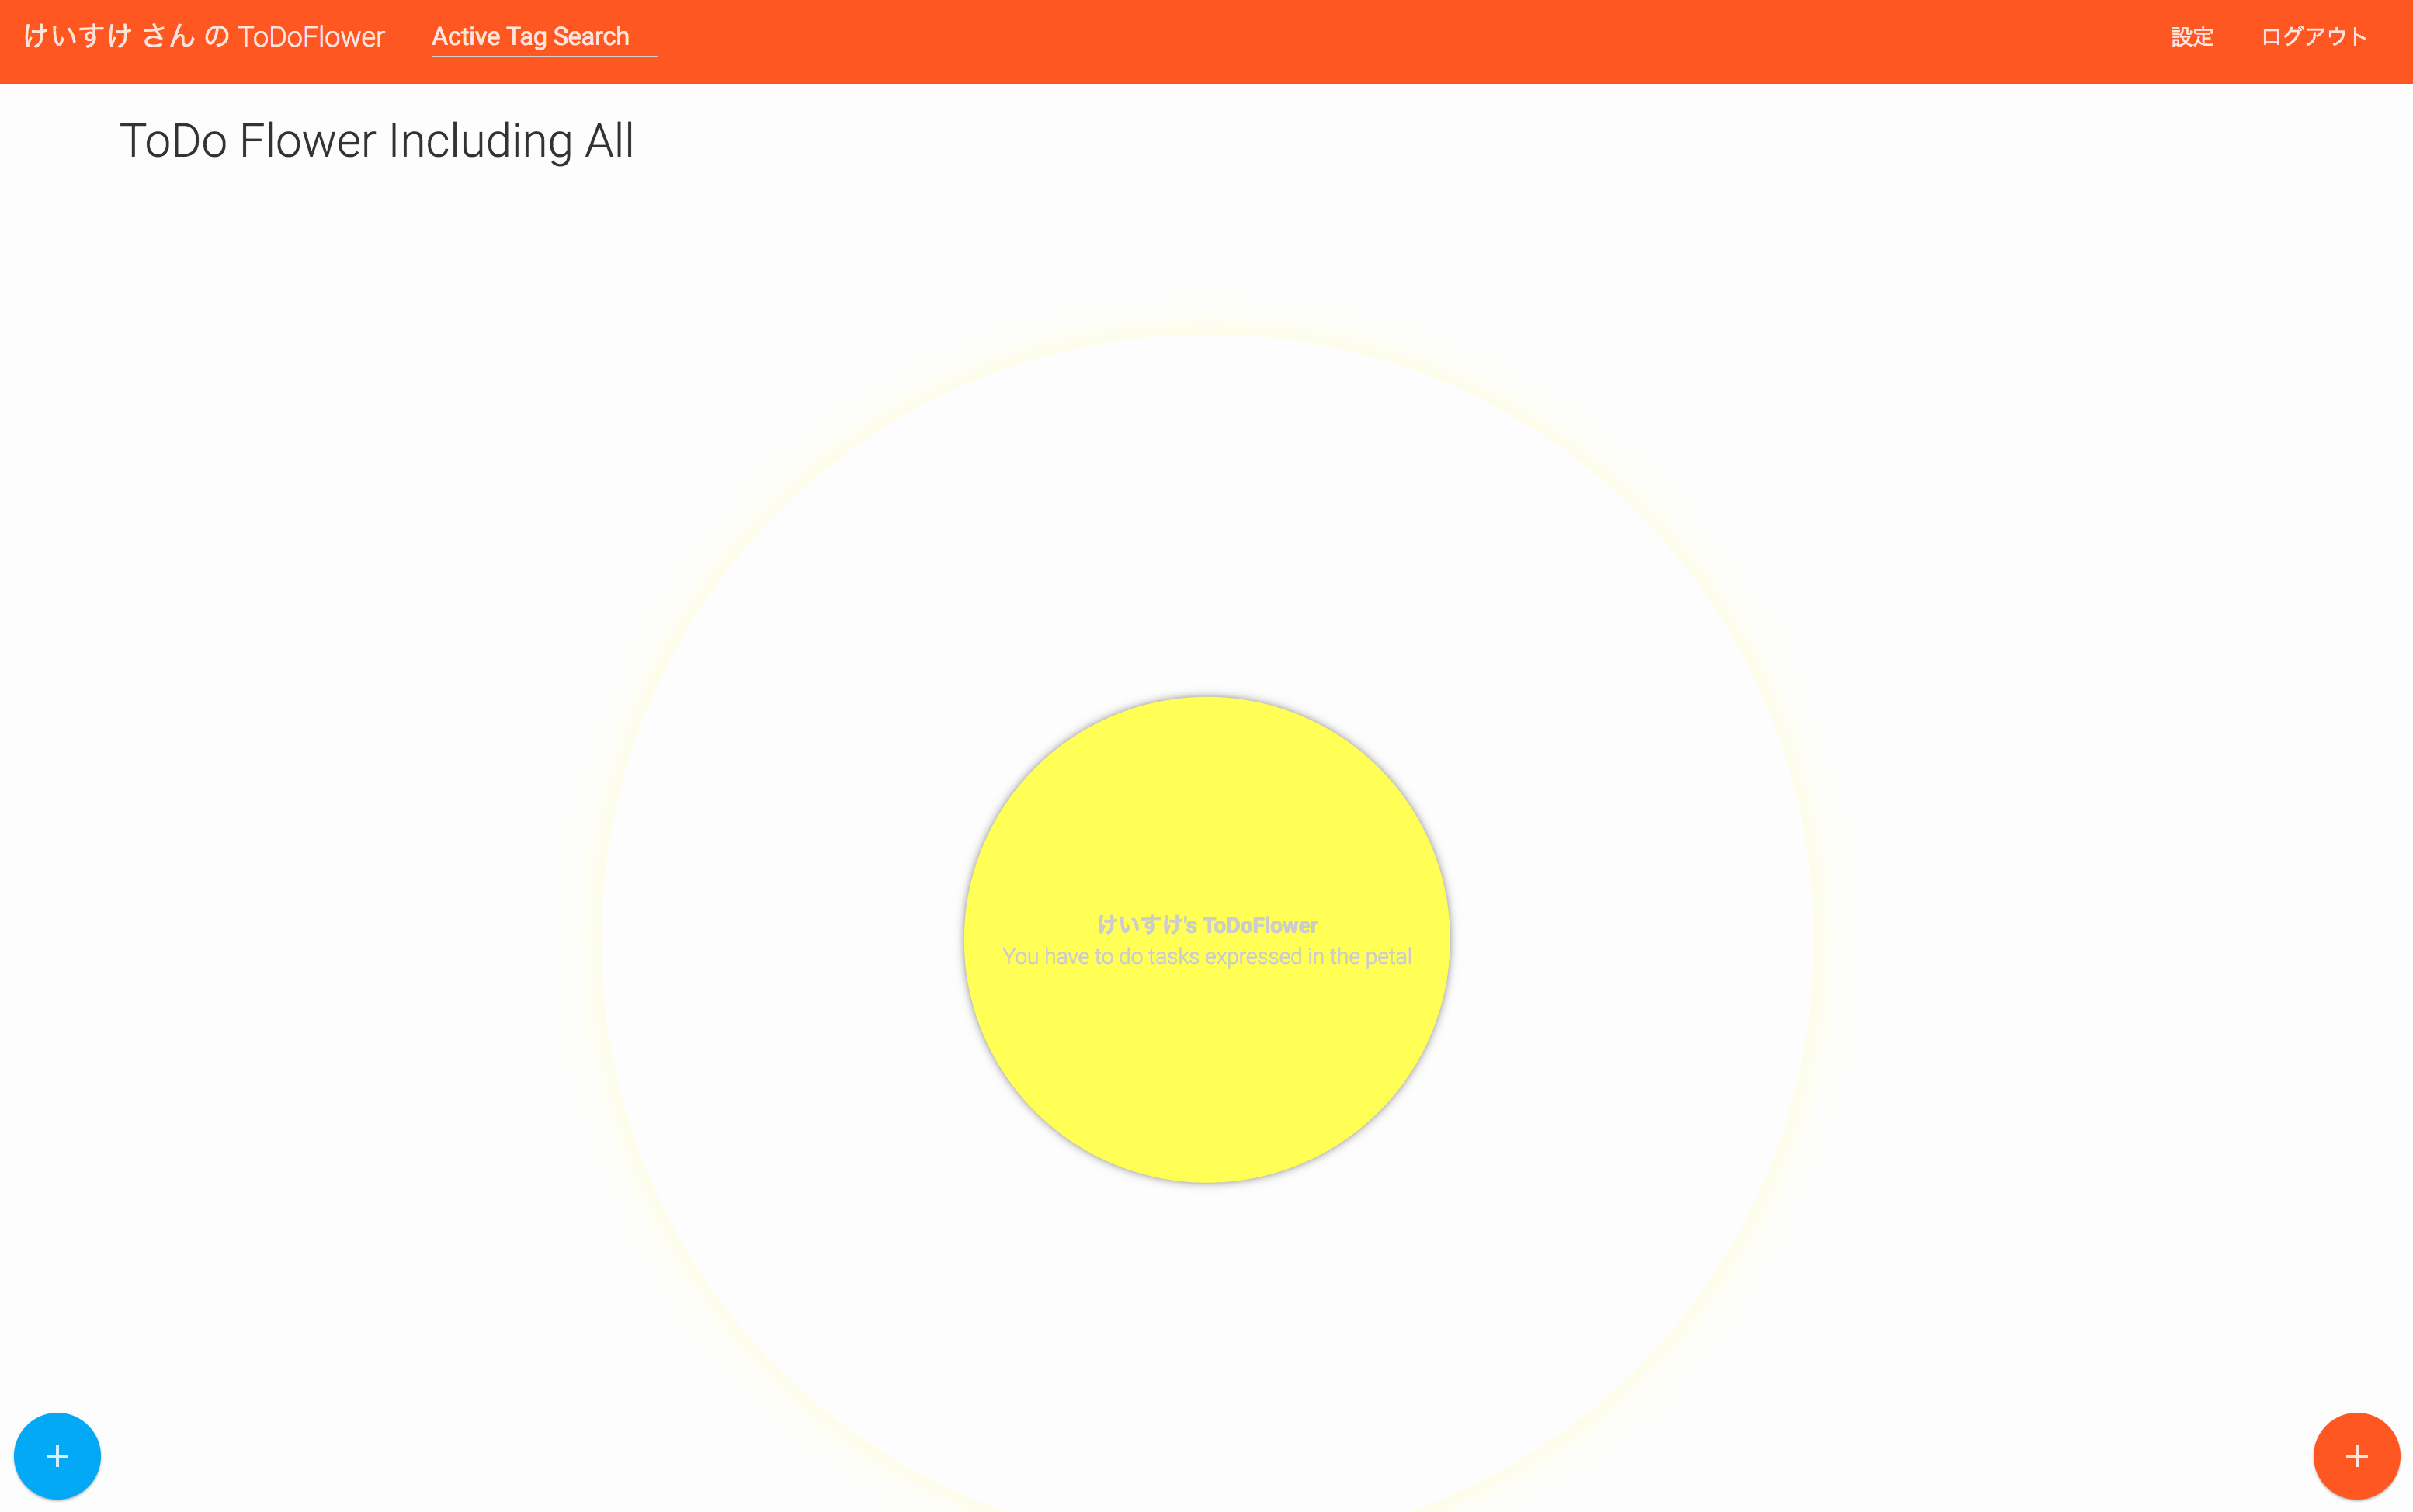 けいすけ さん の ToDoFlower
Active Tag Search
設定
ログアウト
ToDo Flower Including All
けいすけ's ToDoFlower
You have to do tasks expressed in the petal
+
+